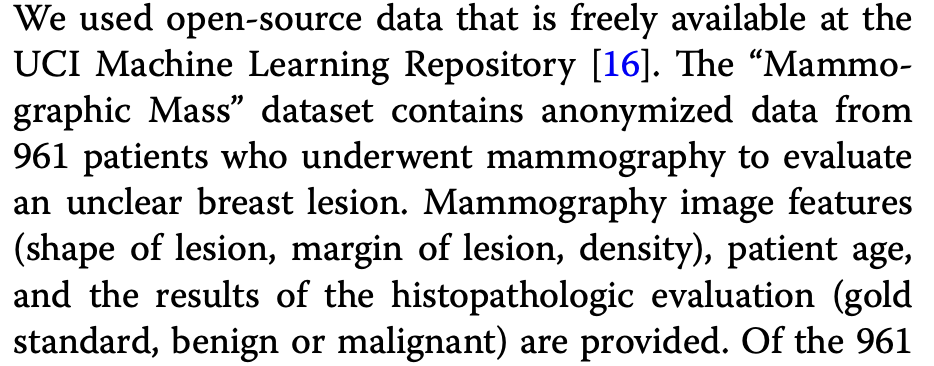 We used open-source data that is freely available at the
UCI Machine Learning Repository [16]. The “Mammo-
graphic Mass” dataset contains anonymized data from
961 patients who underwent mammography to evaluate
an unclear breast lesion. Mammography image features
(shape of lesion, margin of lesion, density), patient age,
and the results of the histopathologic evaluation (gold
standard, benign or malignant) are provided. Of the 961